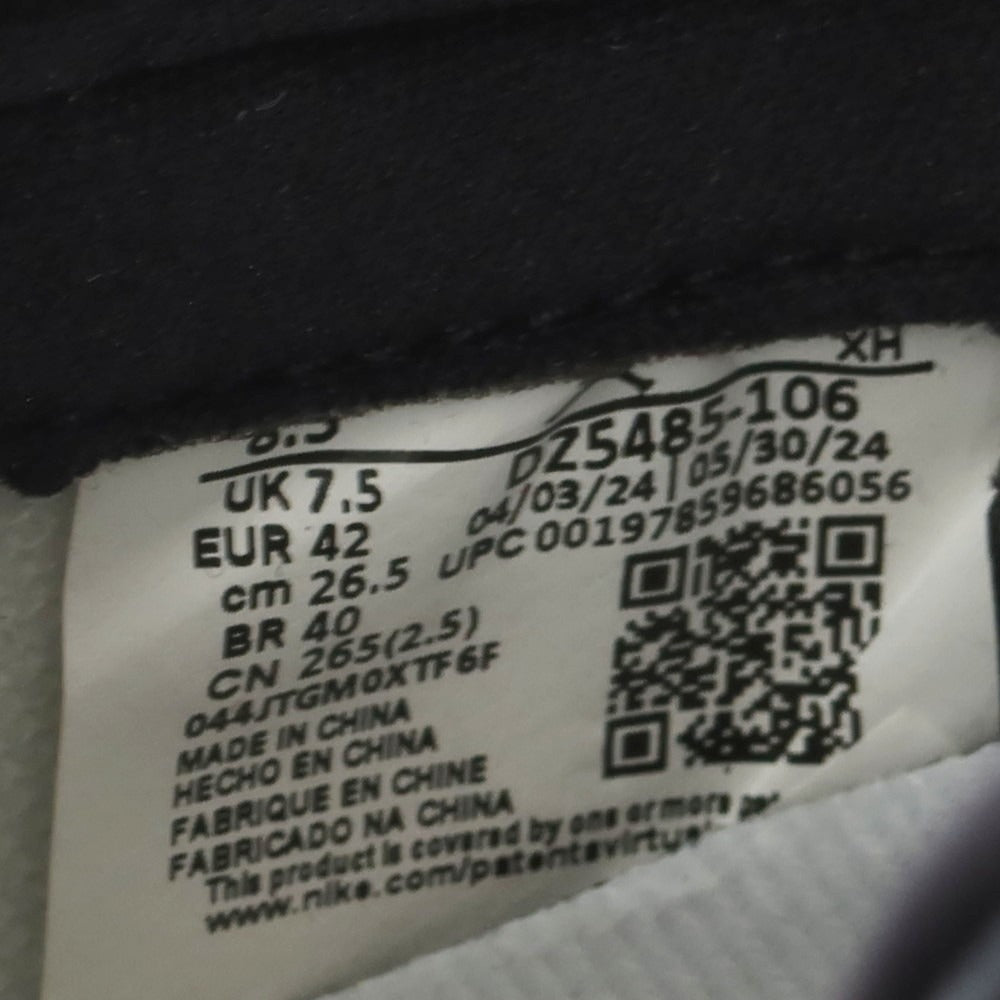 XH
8.5
DZ5485-106
UK 7.5
04/03/24 | 05/30/24
EUR 42
UPC 00197859686056
cm 26.5
BR 40
CN 265(2.5)
044JTGM0XTF6F
MADE IN CHINA
HECHO EN CHINA
FABRIQUE EN CHINE
FABRICADO NA CHINA
This product is covered by one or more
www.nike.com/patents